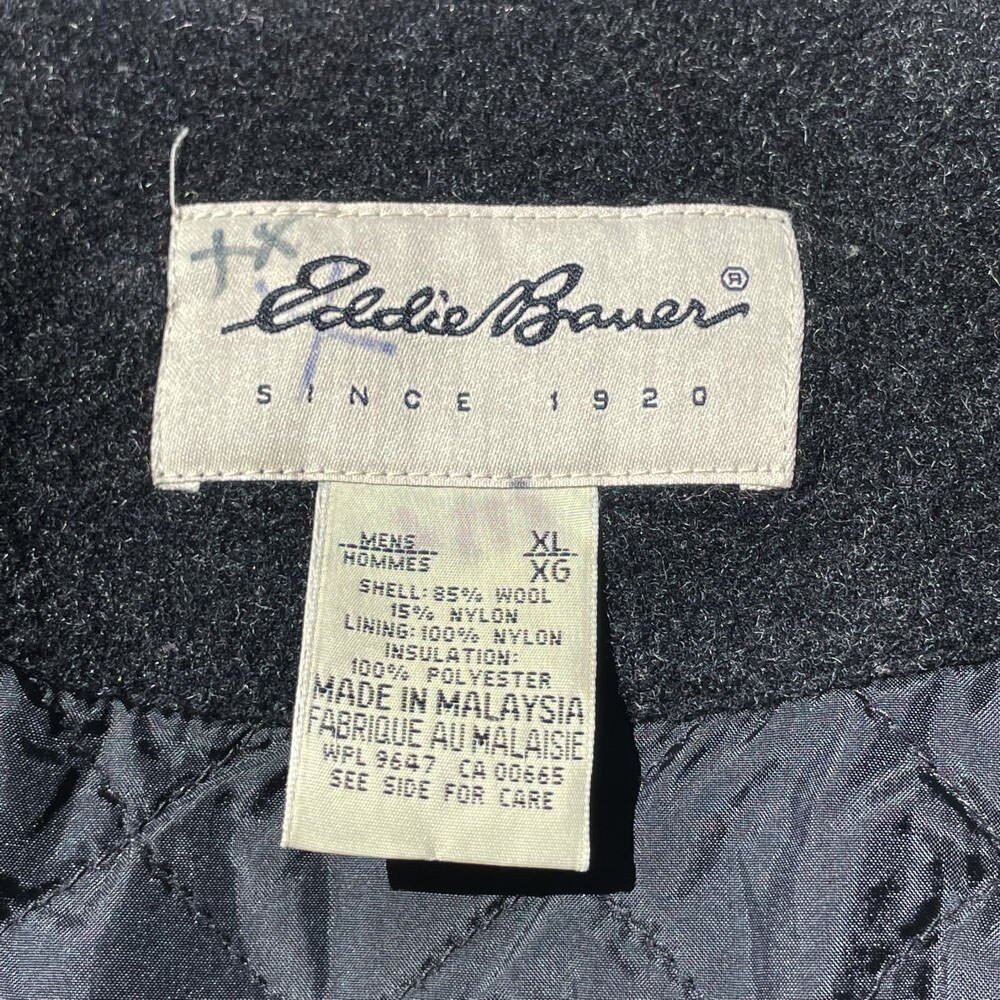 Eddie Bauer®
SINCE 1920
MENS XL
HOMMES XG
SHELL: 85% WOOL
15% NYLON
LINING: 100% NYLON
INSULATION:
100% POLYESTER
MADE IN MALAYSIA
FABRIQUE AU MALAISIE
WPL 9647 CA 00665
SEE SIDE FOR CARE